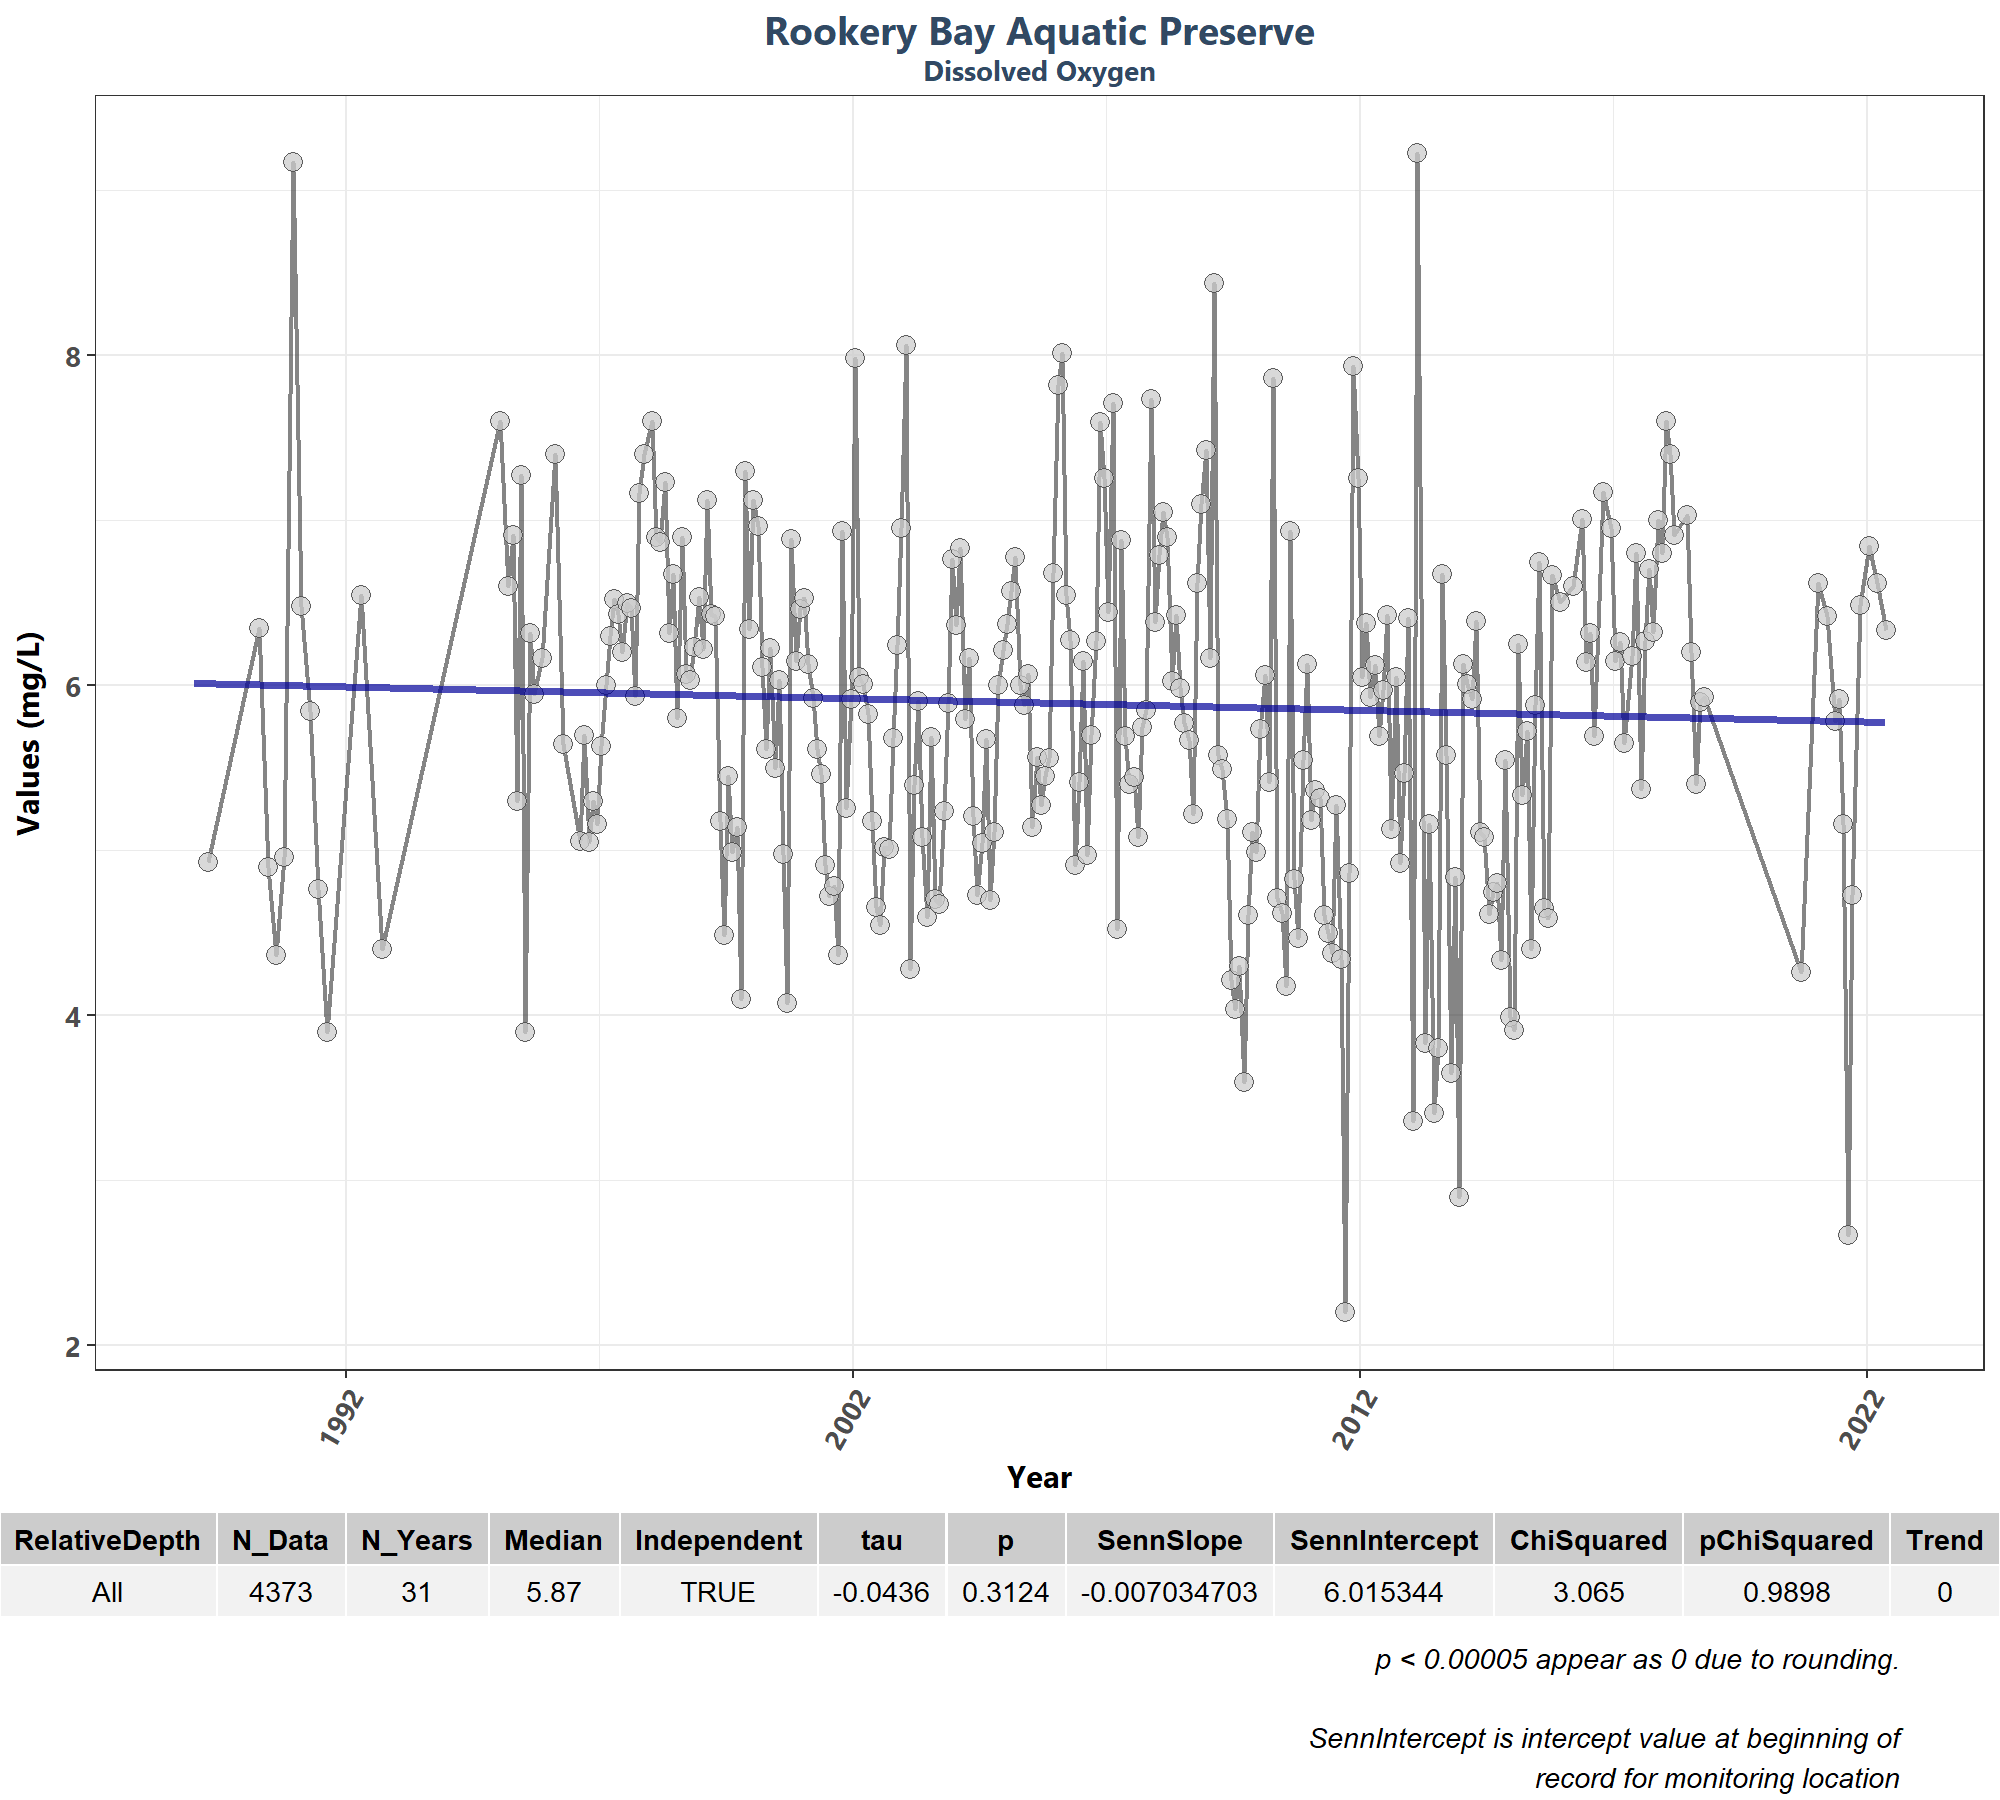 Rookery Bay Aquatic Preserve
Dissolved Oxygen
Values (mg/L)
8
6
4
2
1992
2002
2012
2022
Year
RelativeDepth N_Data N_Years Median Independent tau p SennSlope SennIntercept ChiSquared pChiSquared Trend
All 4373 31 5.87 TRUE -0.0436 0.3124 -0.007034703 6.015344 3.065 0.9898 0
p < 0.00005 appear as 0 due to rounding.
SennIntercept is intercept value at beginning of
record for monitoring location